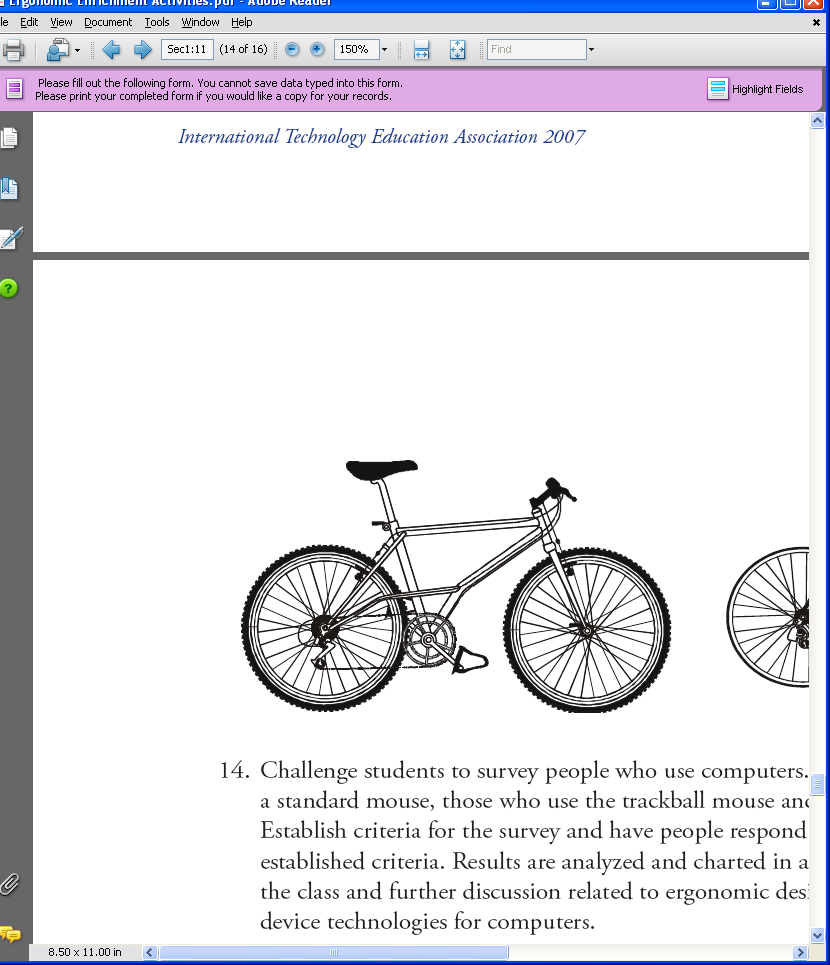 Ergonomic Enrichment Activities.pdf - Adobe Reader
le Edit View Document Tools Window Help
Sec1:11 (14 of 16) 150% Find
Please fill out the following form. You cannot save data typed into this form.
Please print your completed form if you would like a copy for your records.
Highlight Fields
International Technology Education Association 2007
14. Challenge students to survey people who use computers.
a standard mouse, those who use the trackball mouse and
Establish criteria for the survey and have people respond
established criteria. Results are analyzed and charted in a
the class and further discussion related to ergonomic desi
device technologies for computers.
8.50 x 11.00 in